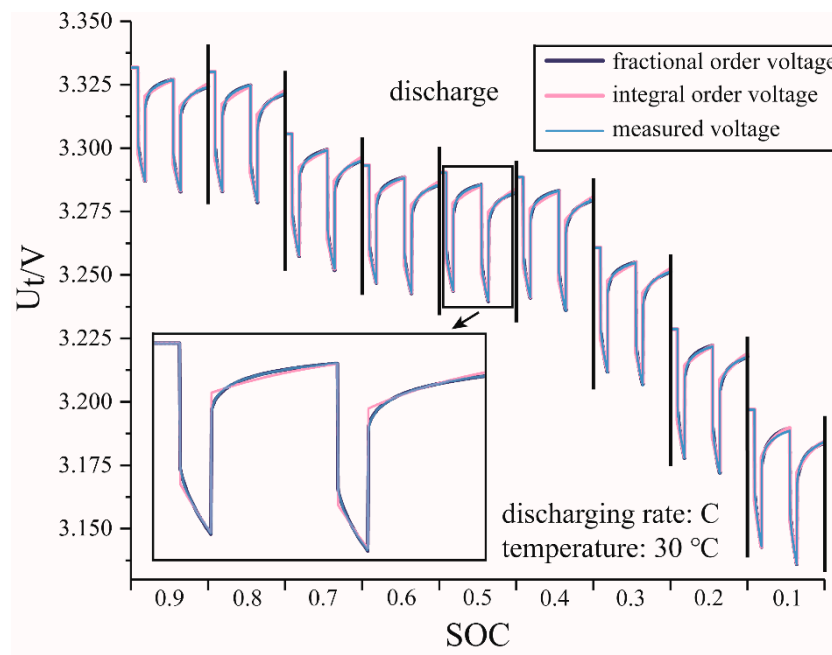 3.350
3.325
3.300
3.275
3.250
3.225
3.200
3.175
3.150
Ut/V
discharge
fractional order voltage
integral order voltage
measured voltage
discharging rate: C
temperature: 30 °C
0.9 0.8 0.7 0.6 0.5 0.4 0.3 0.2 0.1
SOC